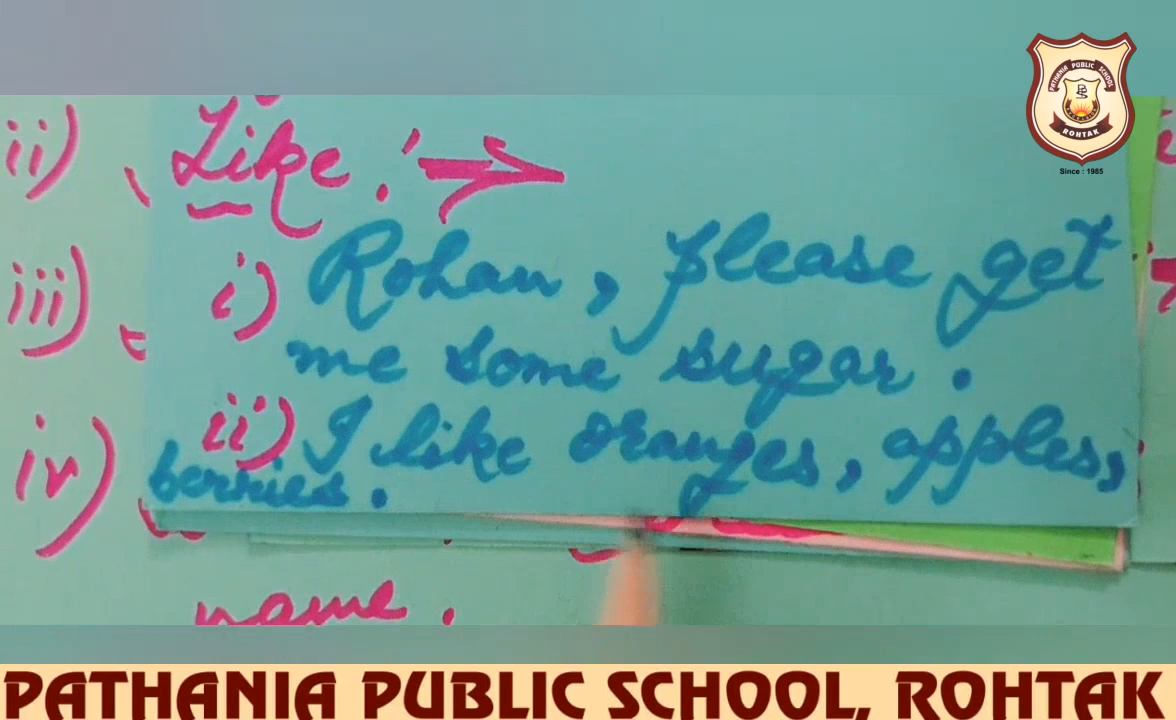 PATHANIA PUBLIC SCHOOL
PS
ROHTAK
Since : 1985
ii) Like :→
iii) i) Rohan, please get
me some sugar.
iv) ii) I like oranges, apples,
berries.
name.
PATHANIA PUBLIC SCHOOL, ROHTAK